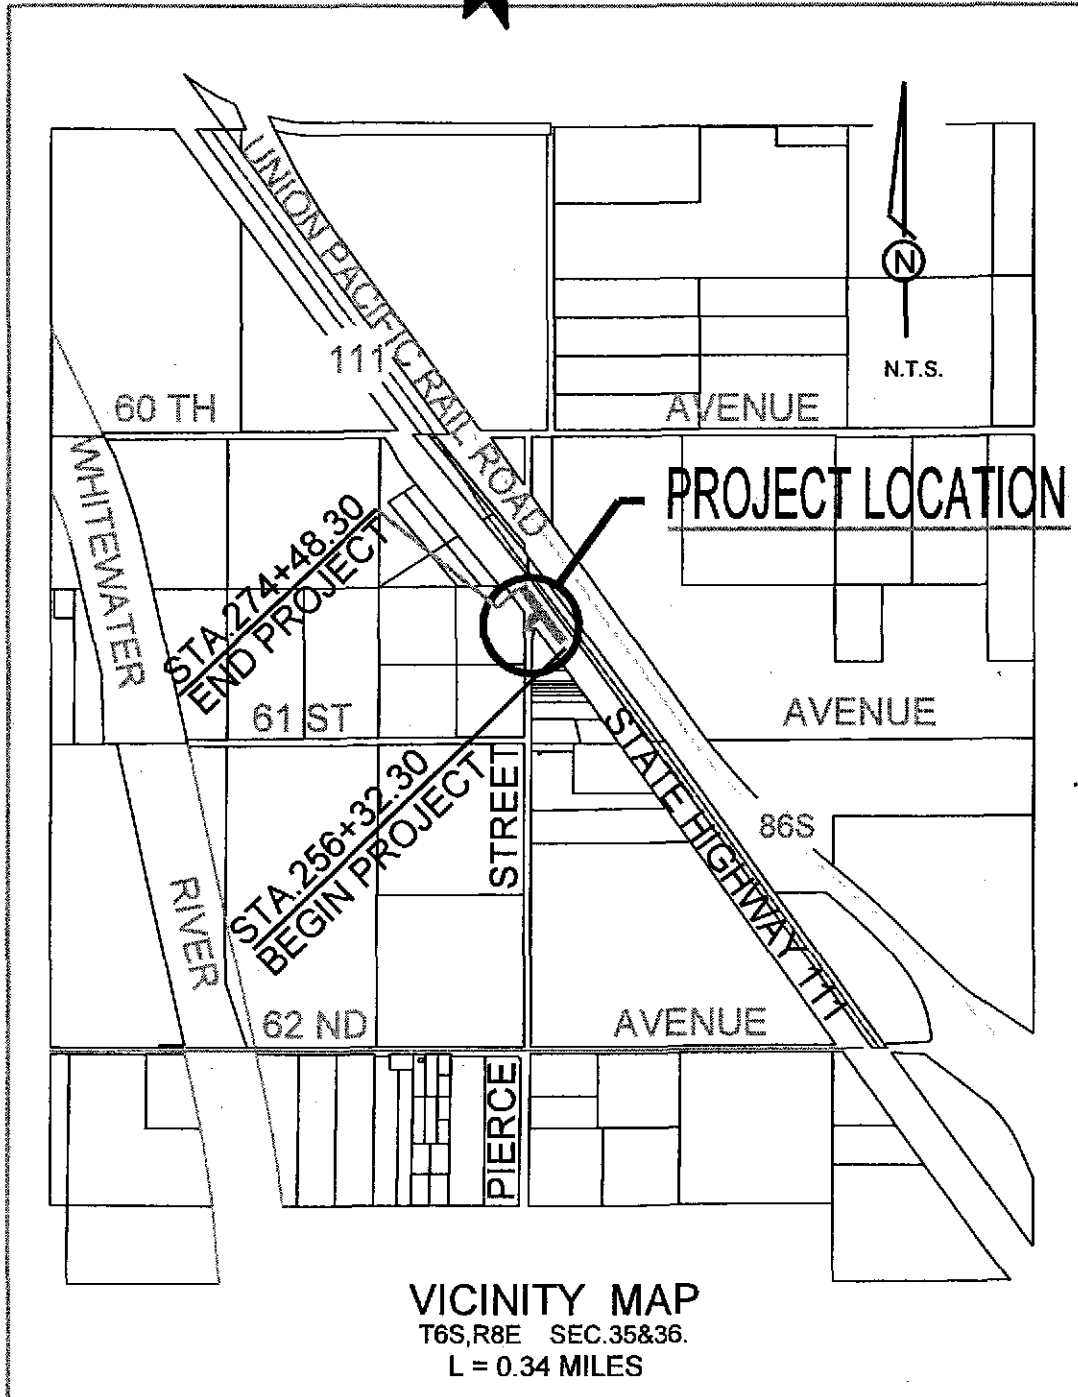 UNION PACIFIC RAIL ROAD
111
N
N.T.S.
60 TH
AVENUE
PROJECT LOCATION
WHITEWATER
STA.274+48.30
END PROJECT
61 ST
AVENUE
STATE HIGHWAY 111
STA.256+32.30
BEGIN PROJECT
STREET
86S
RIVER
62 ND
AVENUE
PIERCE
VICINITY MAP
T6S,R8E SEC.35&36.
L = 0.34 MILES